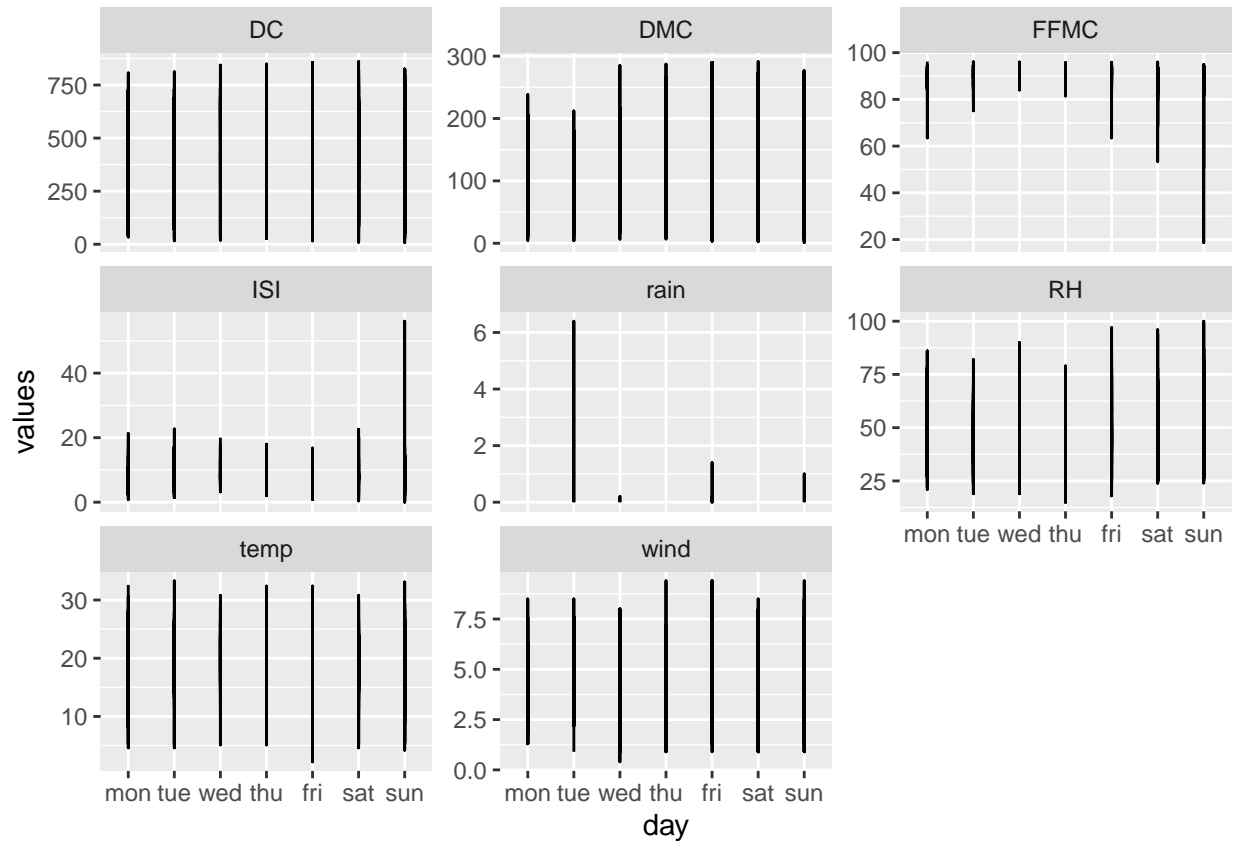 DC
DMC
FFMC
750
500
250
0
300
200
100
0
100
80
60
40
20
ISI
rain
RH
values
40
20
0
6
4
2
0
100
75
50
25
mon tue wed thu fri sat sun
temp
wind
30
20
10
7.5
5.0
2.5
0.0
mon tue wed thu fri sat sun
mon tue wed thu fri sat sun
day